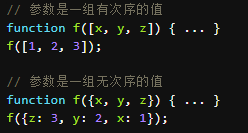 // 参数是一组有次序的值
function f([x, y, z]) { ... }
f([1, 2, 3]);
// 参数是一组无次序的值
function f({x, y, z}) { ... }
f({z: 3, y: 2, x: 1});